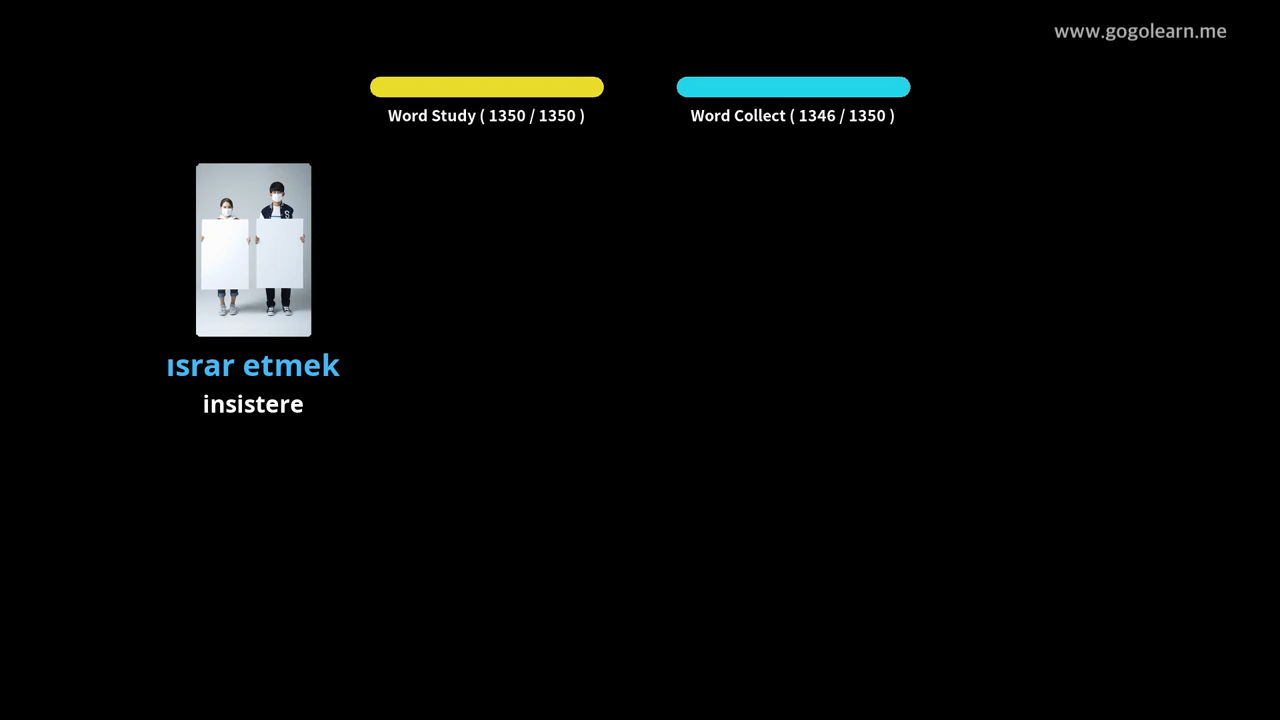 www.gogolearn.me
Word Study ( 1350 / 1350 )
Word Collect ( 1346 / 1350 )
S
ısrar etmek
insistere